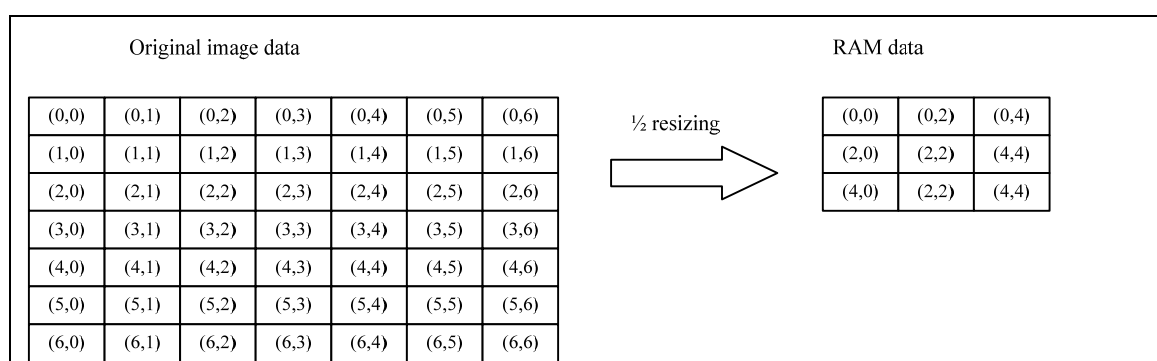 Original image data RAM data
(0,0) (0,1) (0,2) (0,3) (0,4) (0,5) (0,6) ½ resizing (0,0) (0,2) (0,4)
(1,0) (1,1) (1,2) (1,3) (1,4) (1,5) (1,6) (2,0) (2,2) (4,4)
(2,0) (2,1) (2,2) (2,3) (2,4) (2,5) (2,6) (4,0) (2,2) (4,4)
(3,0) (3,1) (3,2) (3,3) (3,4) (3,5) (3,6)
(4,0) (4,1) (4,2) (4,3) (4,4) (4,5) (4,6)
(5,0) (5,1) (5,2) (5,3) (5,4) (5,5) (5,6)
(6,0) (6,1) (6,2) (6,3) (6,4) (6,5) (6,6)